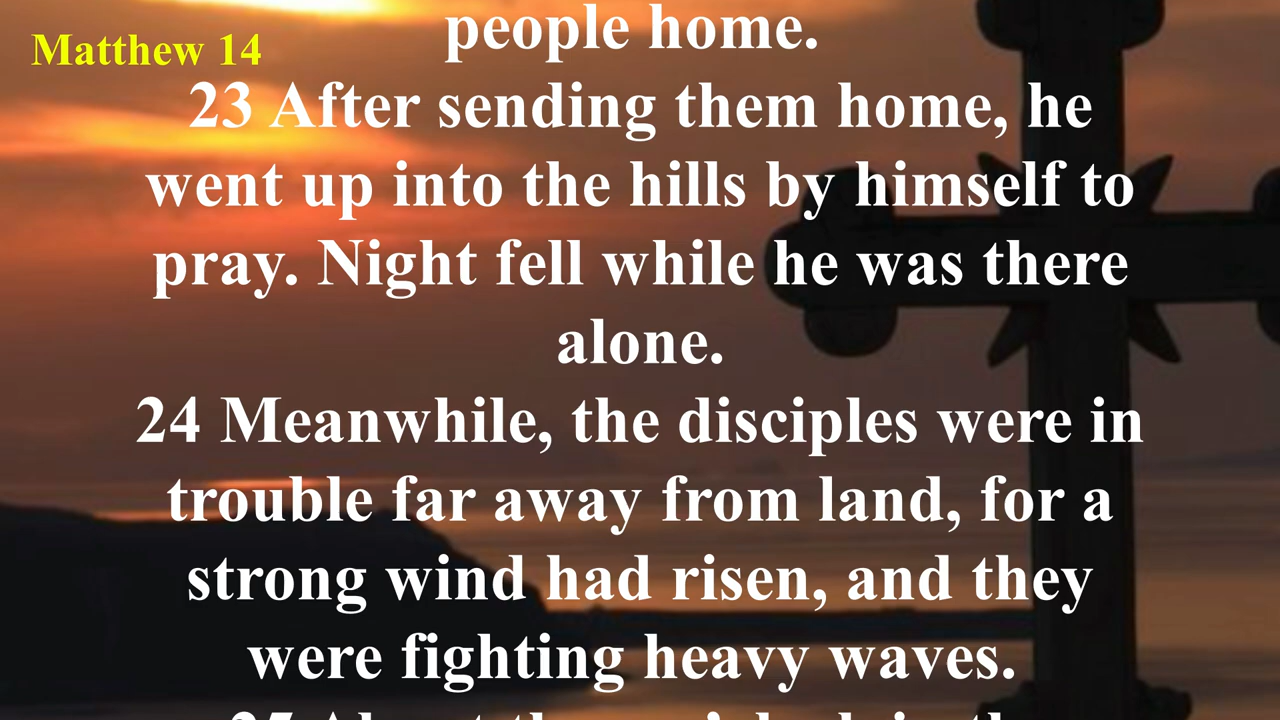 people home.
Matthew 14
23 After sending them home, he
went up into the hills by himself to
pray. Night fell while he was there
alone.
24 Meanwhile, the disciples were in
trouble far away from land, for a
strong wind had risen, and they
were fighting heavy waves.